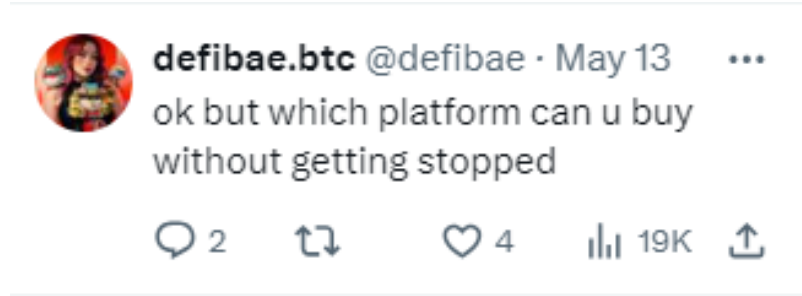 defibae.btc @defibae · May 13 ...
ok but which platform can u buy
without getting stopped
2 4 19K